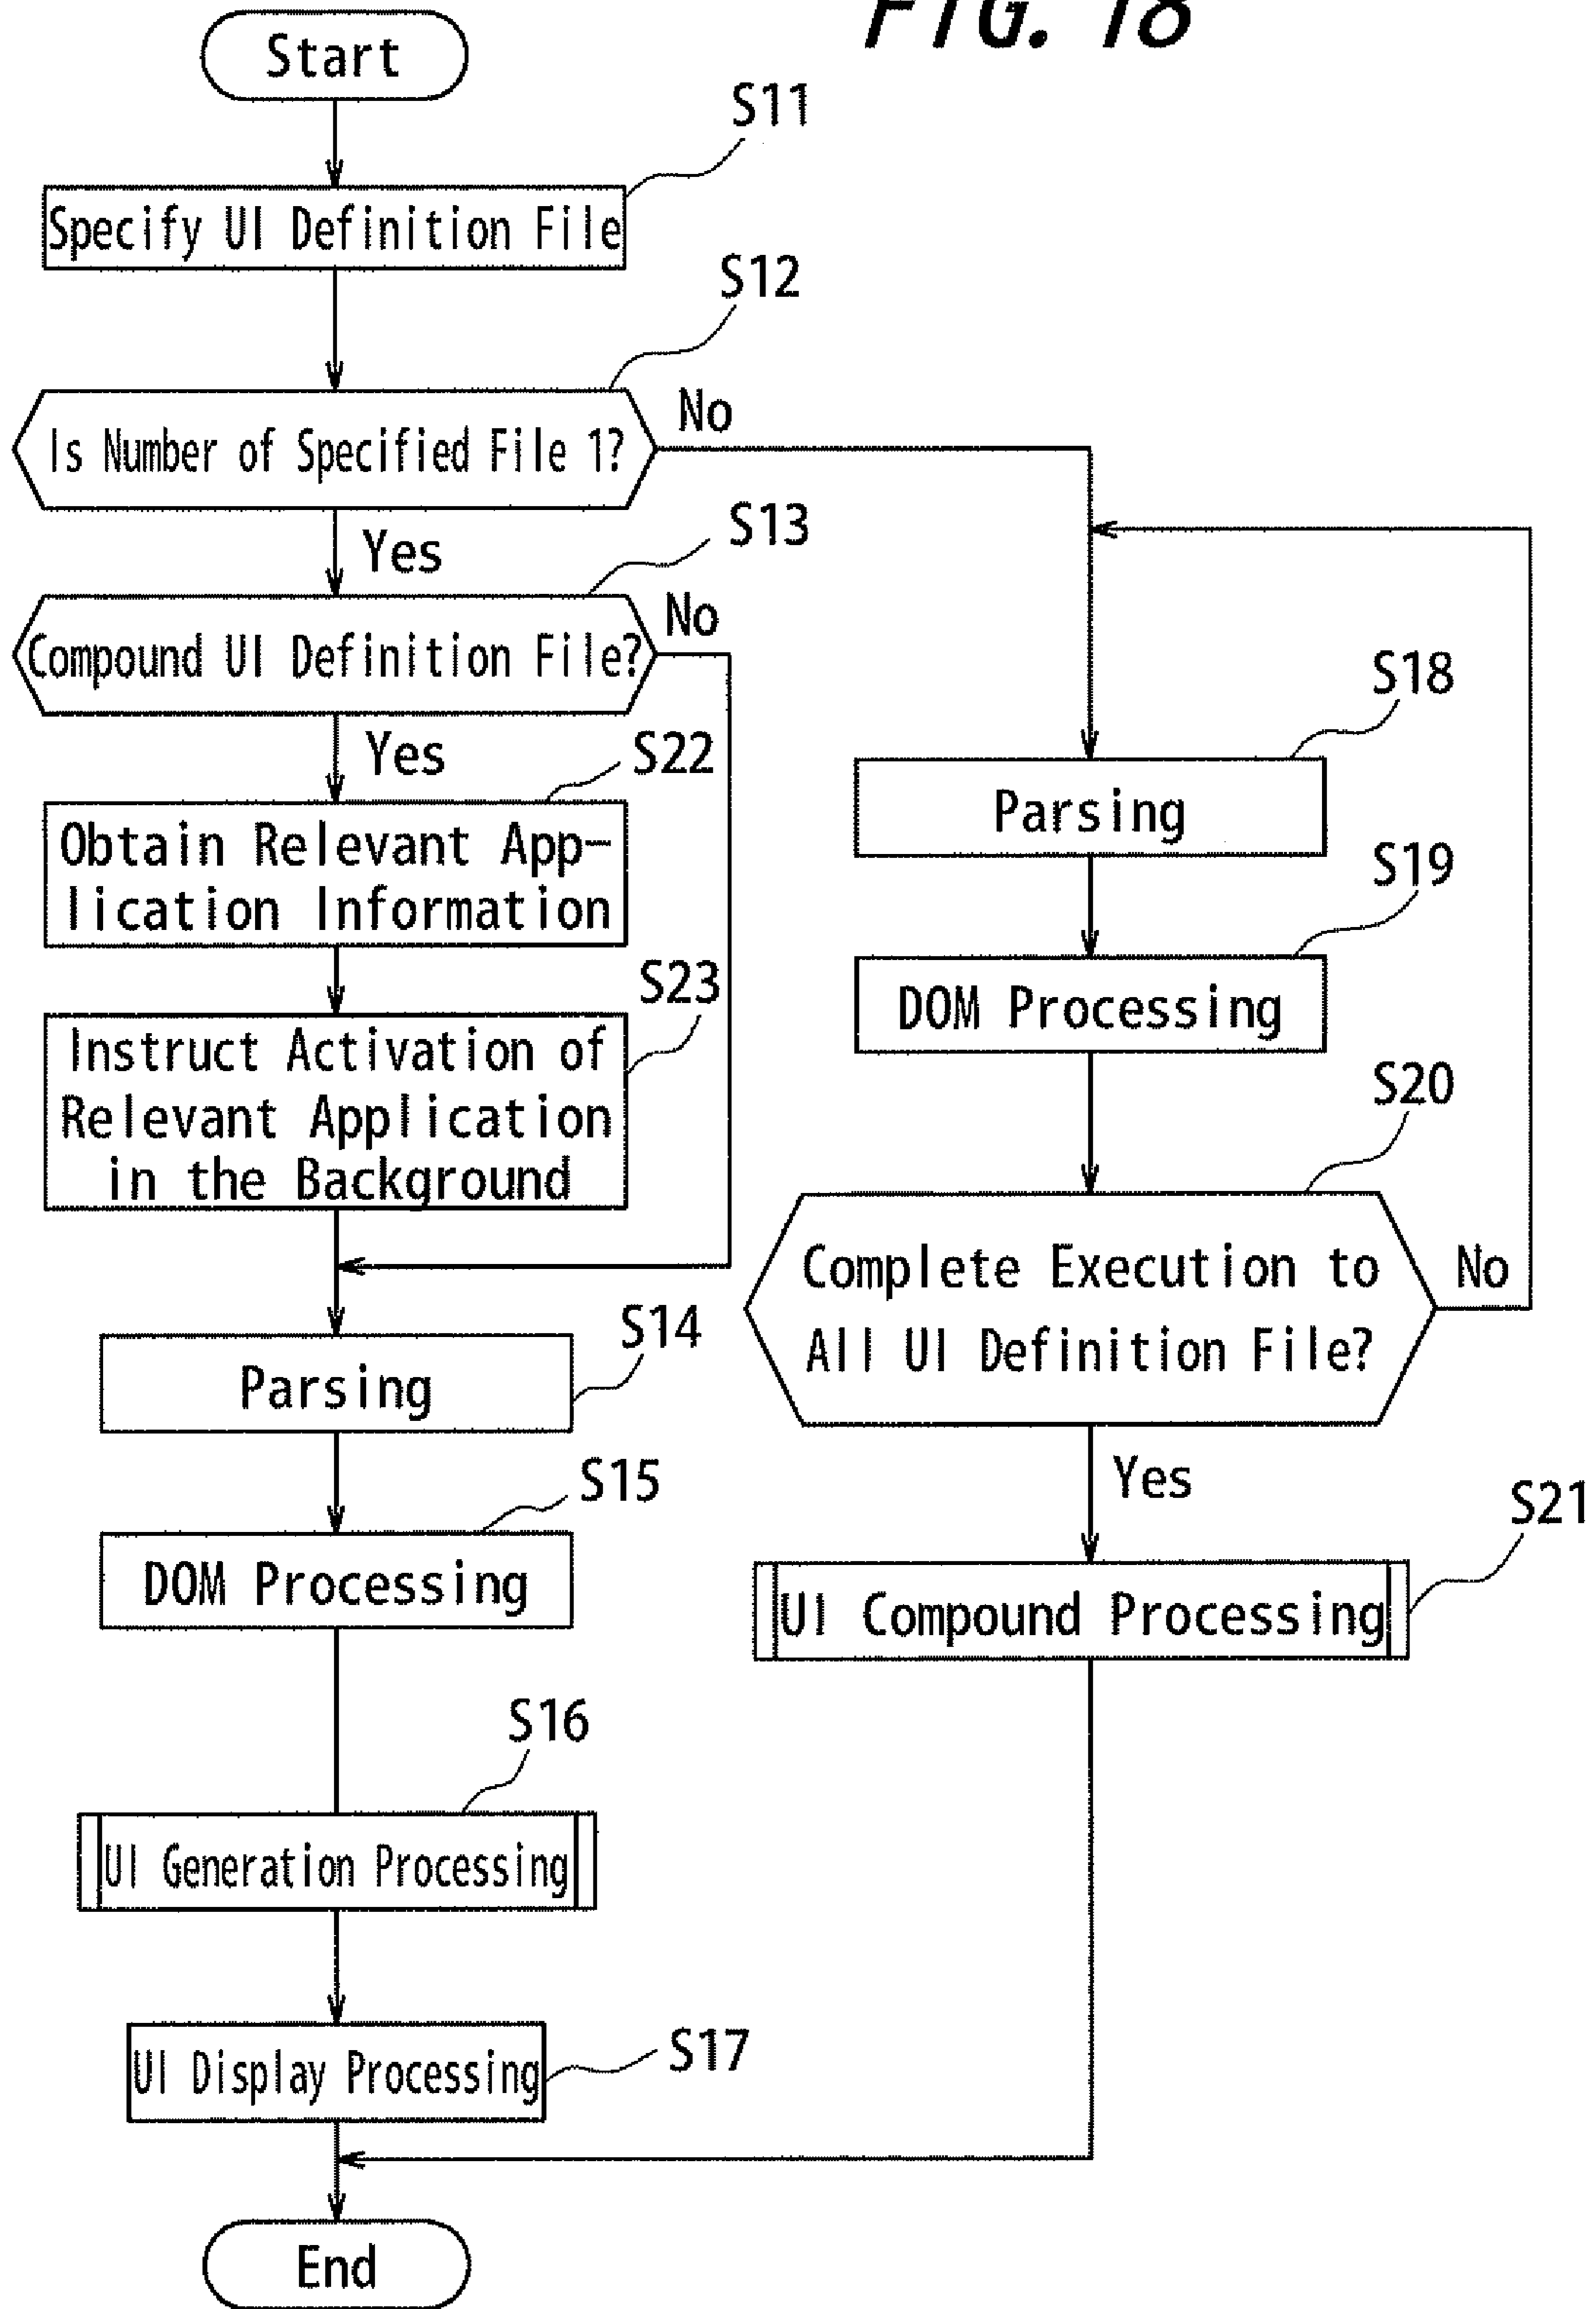 FIG. 18
Start
S11
Specify UI Definition File
S12
Is Number of Specified File 1?
No
Yes
S13
Compound UI Definition File?
No
Yes
S22
Obtain Relevant App-
lication Information
S23
Instruct Activation of
Relevant Application
in the Background
S14
Parsing
S15
DOM Processing
S16
UI Generation Processing
UI Display Processing
S17
S18
Parsing
S19
DOM Processing
S20
Complete Execution to
All UI Definition File?
No
Yes
S21
UI Compound Processing
End